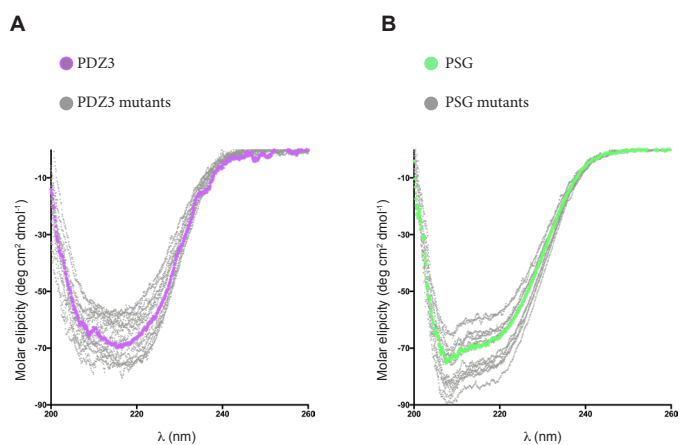 A
B
PDZ3
PSG
PDZ3 mutants
PSG mutants
Molar elipicity (deg cm² dmol⁻¹)
-10
-30
-50
-70
-90
200
220
240
260
λ (nm)
Molar elipicity (deg cm² dmol⁻¹)
-10
-30
-50
-70
-90
200
220
240
260
λ (nm)